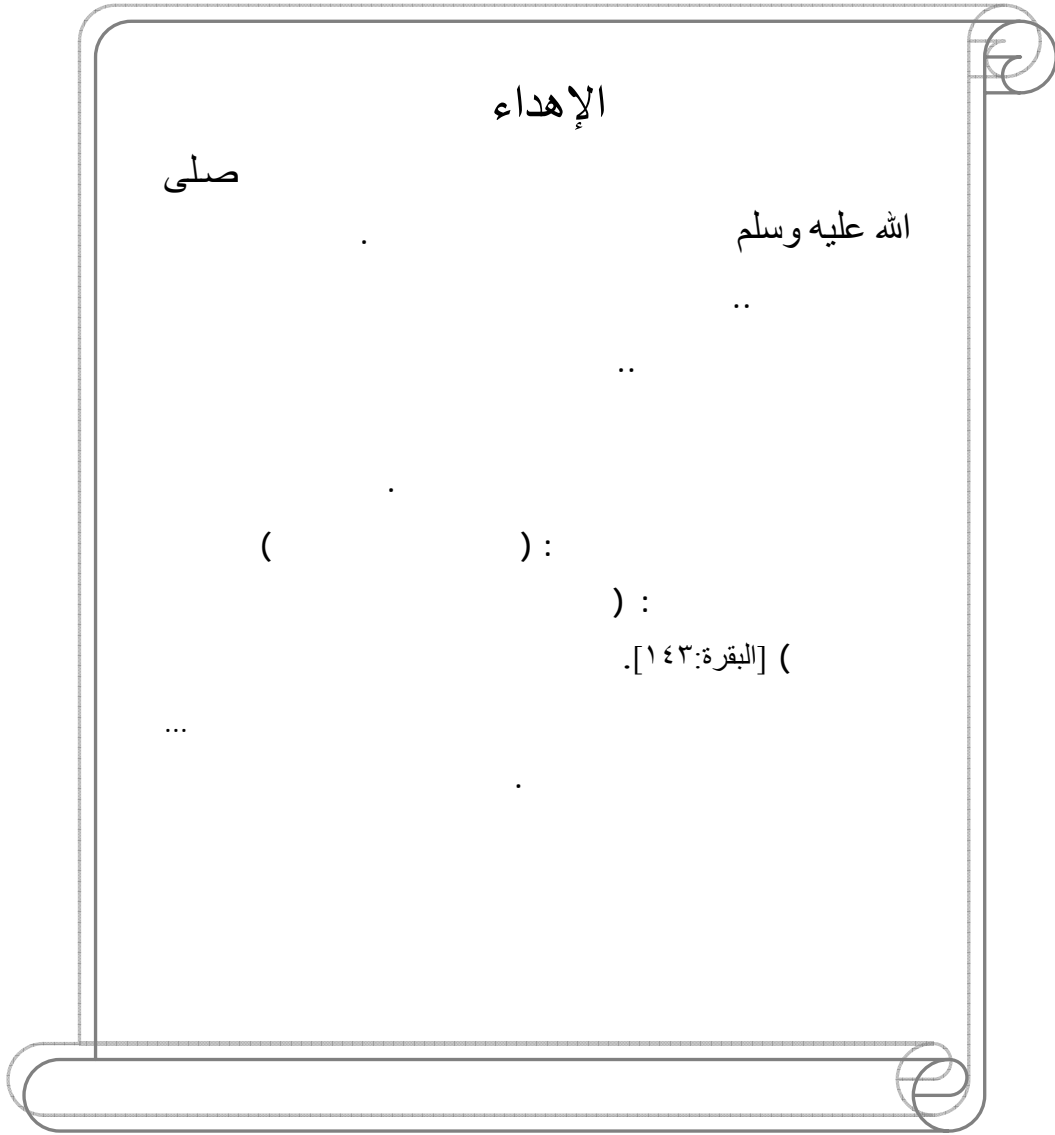 الإهداء
صلى
الله عليه وسلم .
..
..
.
: ( )
: (
) [البقرة:١٤٣].
...
.